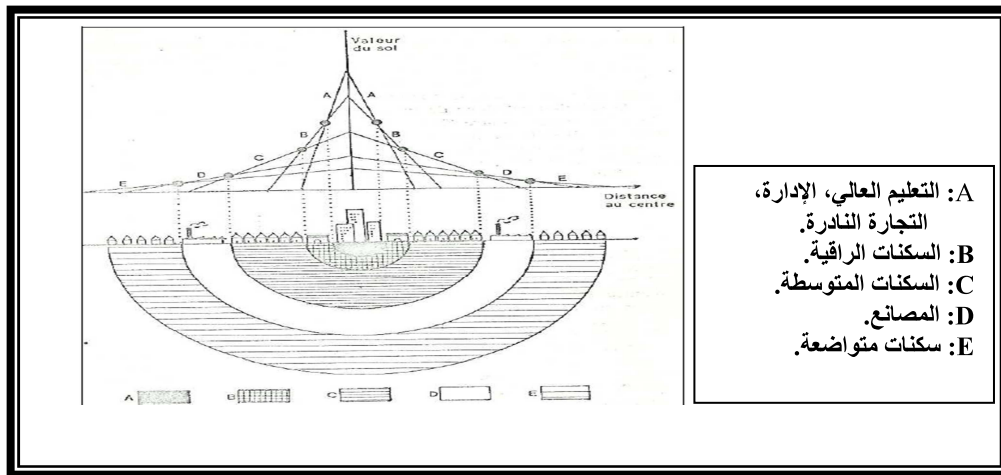 Valeur
du sol
A A
B B
C C
D D
E E
Distance
au centre
A B C D E
A: التعليم العالي، الإدارة،
التجارة النادرة.
B: السكنات الراقية.
C: السكنات المتوسطة.
D: المصانع.
E: سكنات متواضعة.